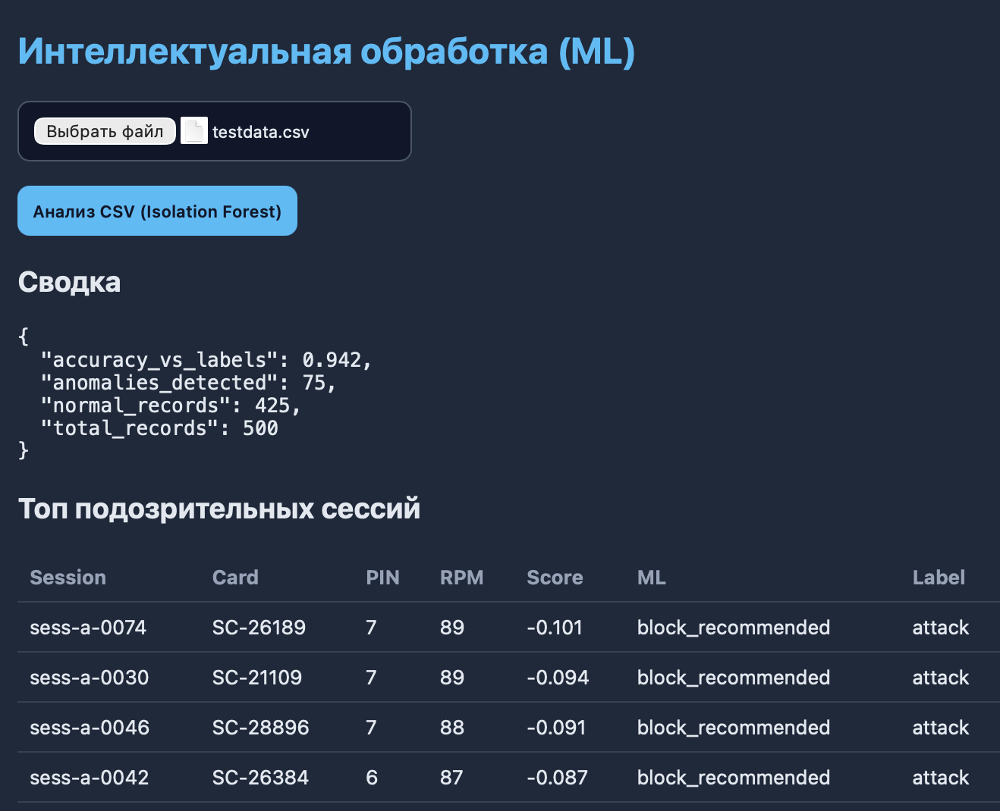 Интеллектуальная обработка (ML)
Выбрать файл testdata.csv
Анализ CSV (Isolation Forest)
Сводка
{
"accuracy_vs_labels": 0.942,
"anomalies_detected": 75,
"normal_records": 425,
"total_records": 500
}
Топ подозрительных сессий
Session Card PIN RPM Score ML Label
sess-a-0074 SC-26189 7 89 -0.101 block_recommended attack
sess-a-0030 SC-21109 7 89 -0.094 block_recommended attack
sess-a-0046 SC-28896 7 88 -0.091 block_recommended attack
sess-a-0042 SC-26384 6 87 -0.087 block_recommended attack